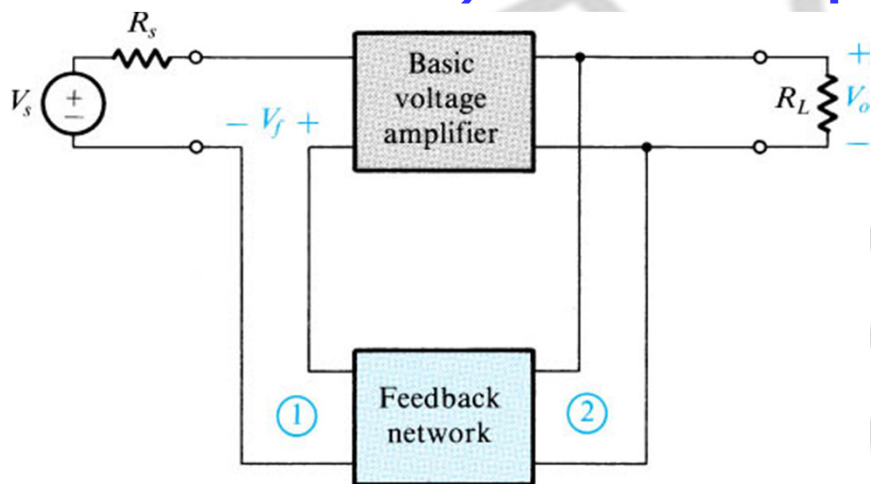 R_s
V_s
+
−
− V_f +
Basic
voltage
amplifier
R_L
+
V_o
−
①
Feedback
network
②